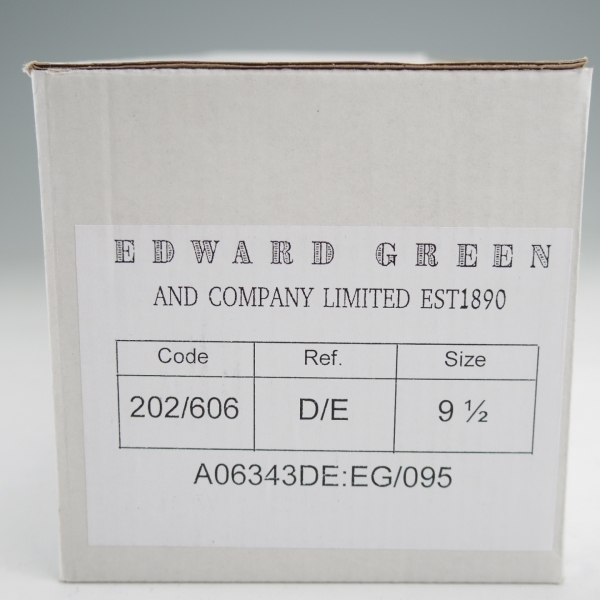 EDWARD GREEN
AND COMPANY LIMITED EST1890
Code Ref. Size
202/606 D/E 9 ½
A06343DE:EG/095